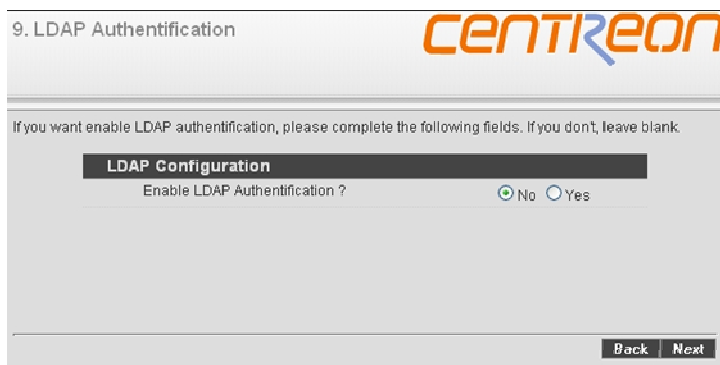 9. LDAP Authentification
CENTREON
If you want enable LDAP authentification, please complete the following fields. If you don't, leave blank.
LDAP Configuration
Enable LDAP Authentification ? No Yes
Back Next